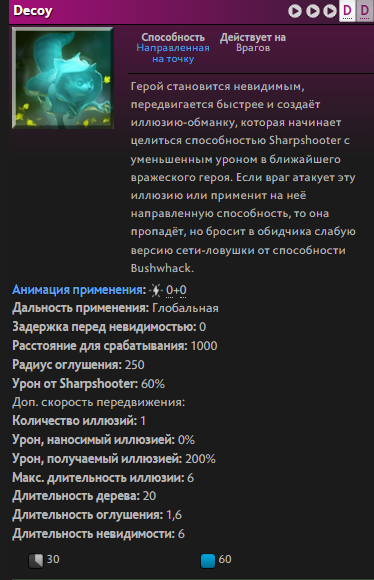 Decoy
D D
Способность
Направленная
на точку
Действует на
Врагов
Герой становится невидимым,
передвигается быстрее и создаёт
иллюзию-обманку, которая начинает
целиться способностью Sharpshooter с
уменьшенным уроном в ближайшего
вражеского героя. Если враг атакует эту
иллюзию или применит на неё
направленную способность, то она
пропадёт, но бросит в обидчика слабую
версию сети-ловушки от способности
Bushwhack.
Анимация применения: 0+0
Дальность применения: Глобальная
Задержка перед невидимостью: 0
Расстояние для срабатывания: 1000
Радиус оглушения: 250
Урон от Sharpshooter: 60%
Доп. скорость передвижения:
Количество иллюзий: 1
Урон, наносимый иллюзией: 0%
Урон, получаемый иллюзией: 200%
Макс. длительность иллюзии: 6
Длительность дерева: 20
Длительность оглушения: 1,6
Длительность невидимости: 6
30 60